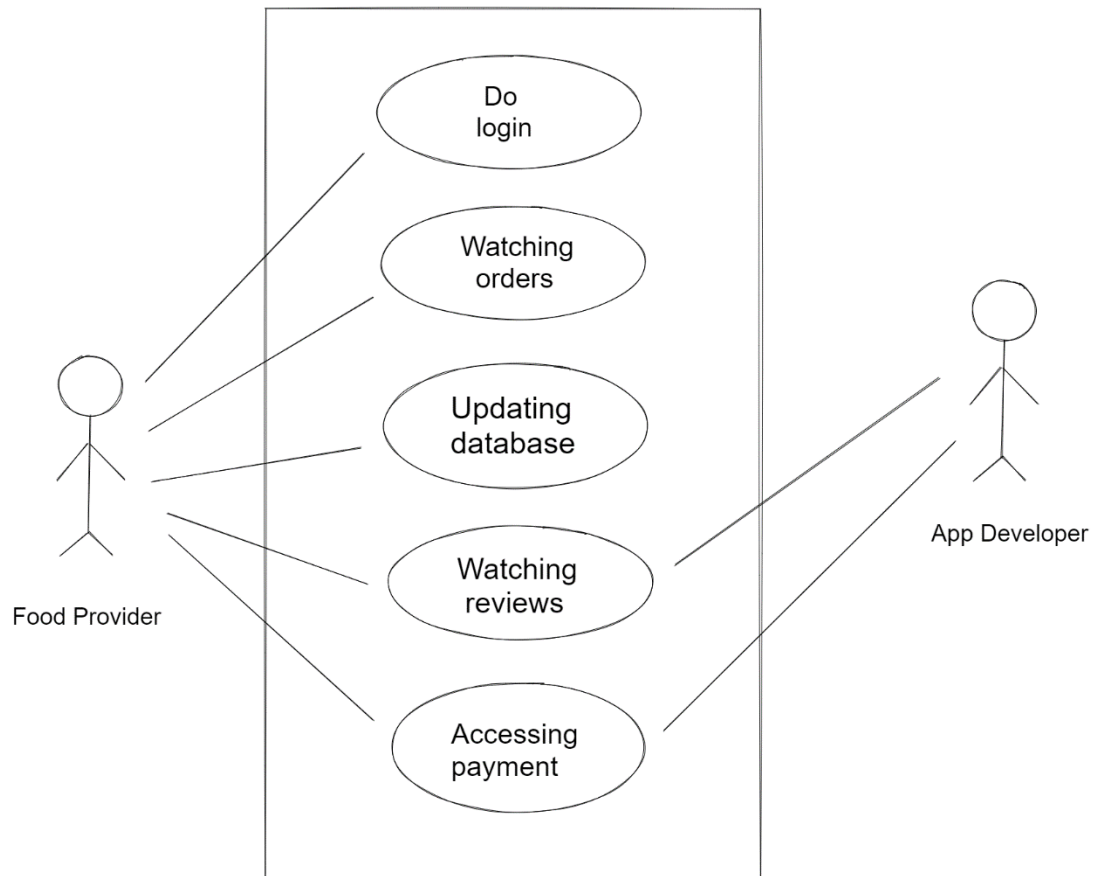 Do
login
Watching
orders
Updating
database
Watching
reviews
Accessing
payment
Food Provider
App Developer